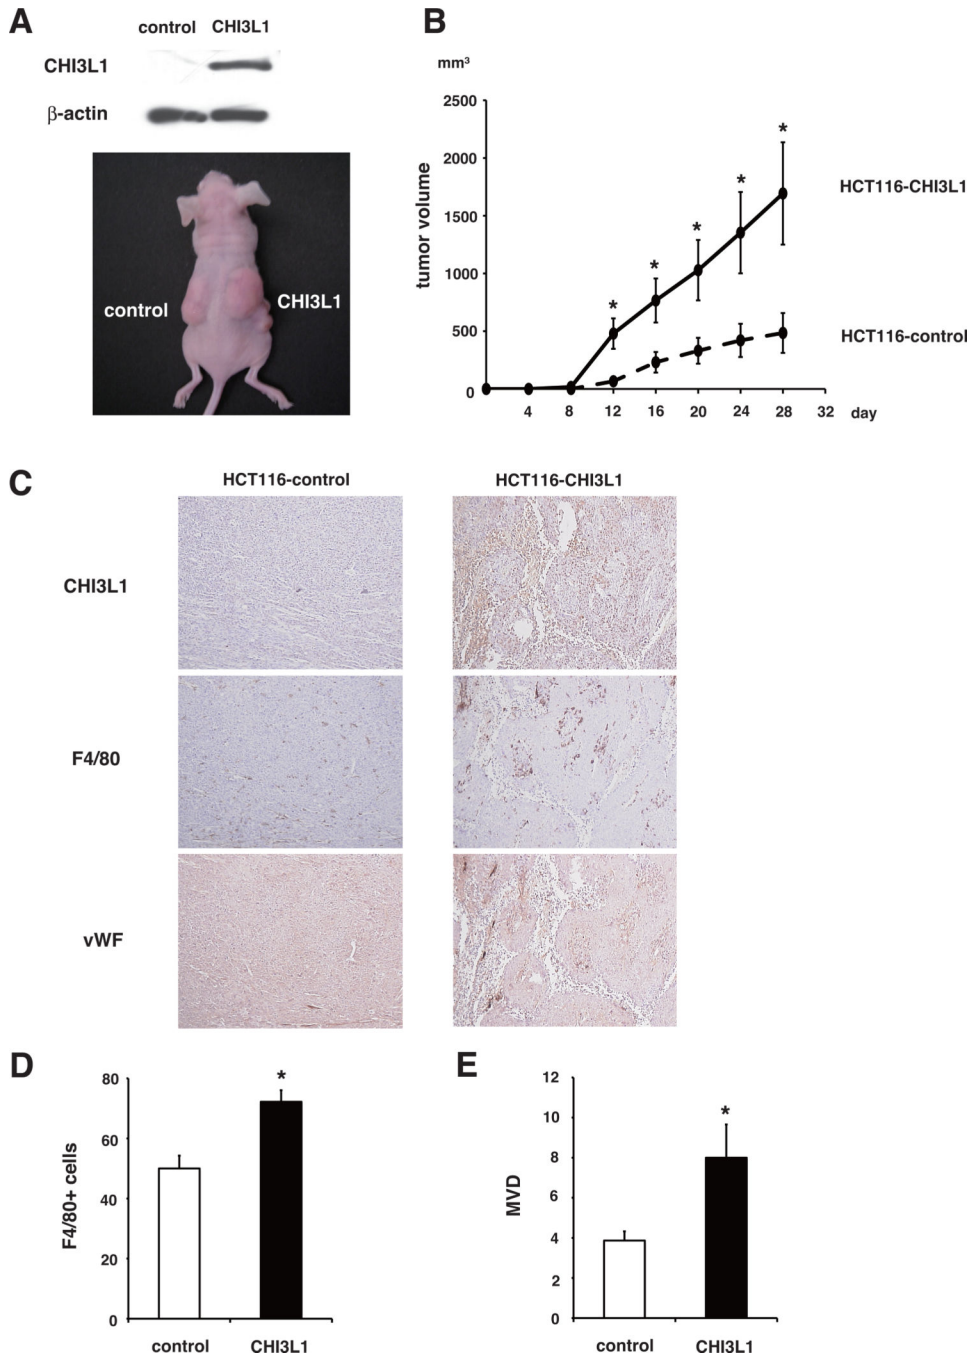 A
control CHI3L1
CHI3L1
β-actin
control
CHI3L1
B
mm³
tumor volume
2500
2000
1500
1000
500
0
4 8 12 16 20 24 28 32 day
* * * * *
HCT116-CHI3L1
HCT116-control
C
HCT116-control HCT116-CHI3L1
CHI3L1
F4/80
vWF
D
F4/80+ cells
80
60
40
20
0
*
control CHI3L1
E
MVD
12
10
8
6
4
2
0
*
control CHI3L1